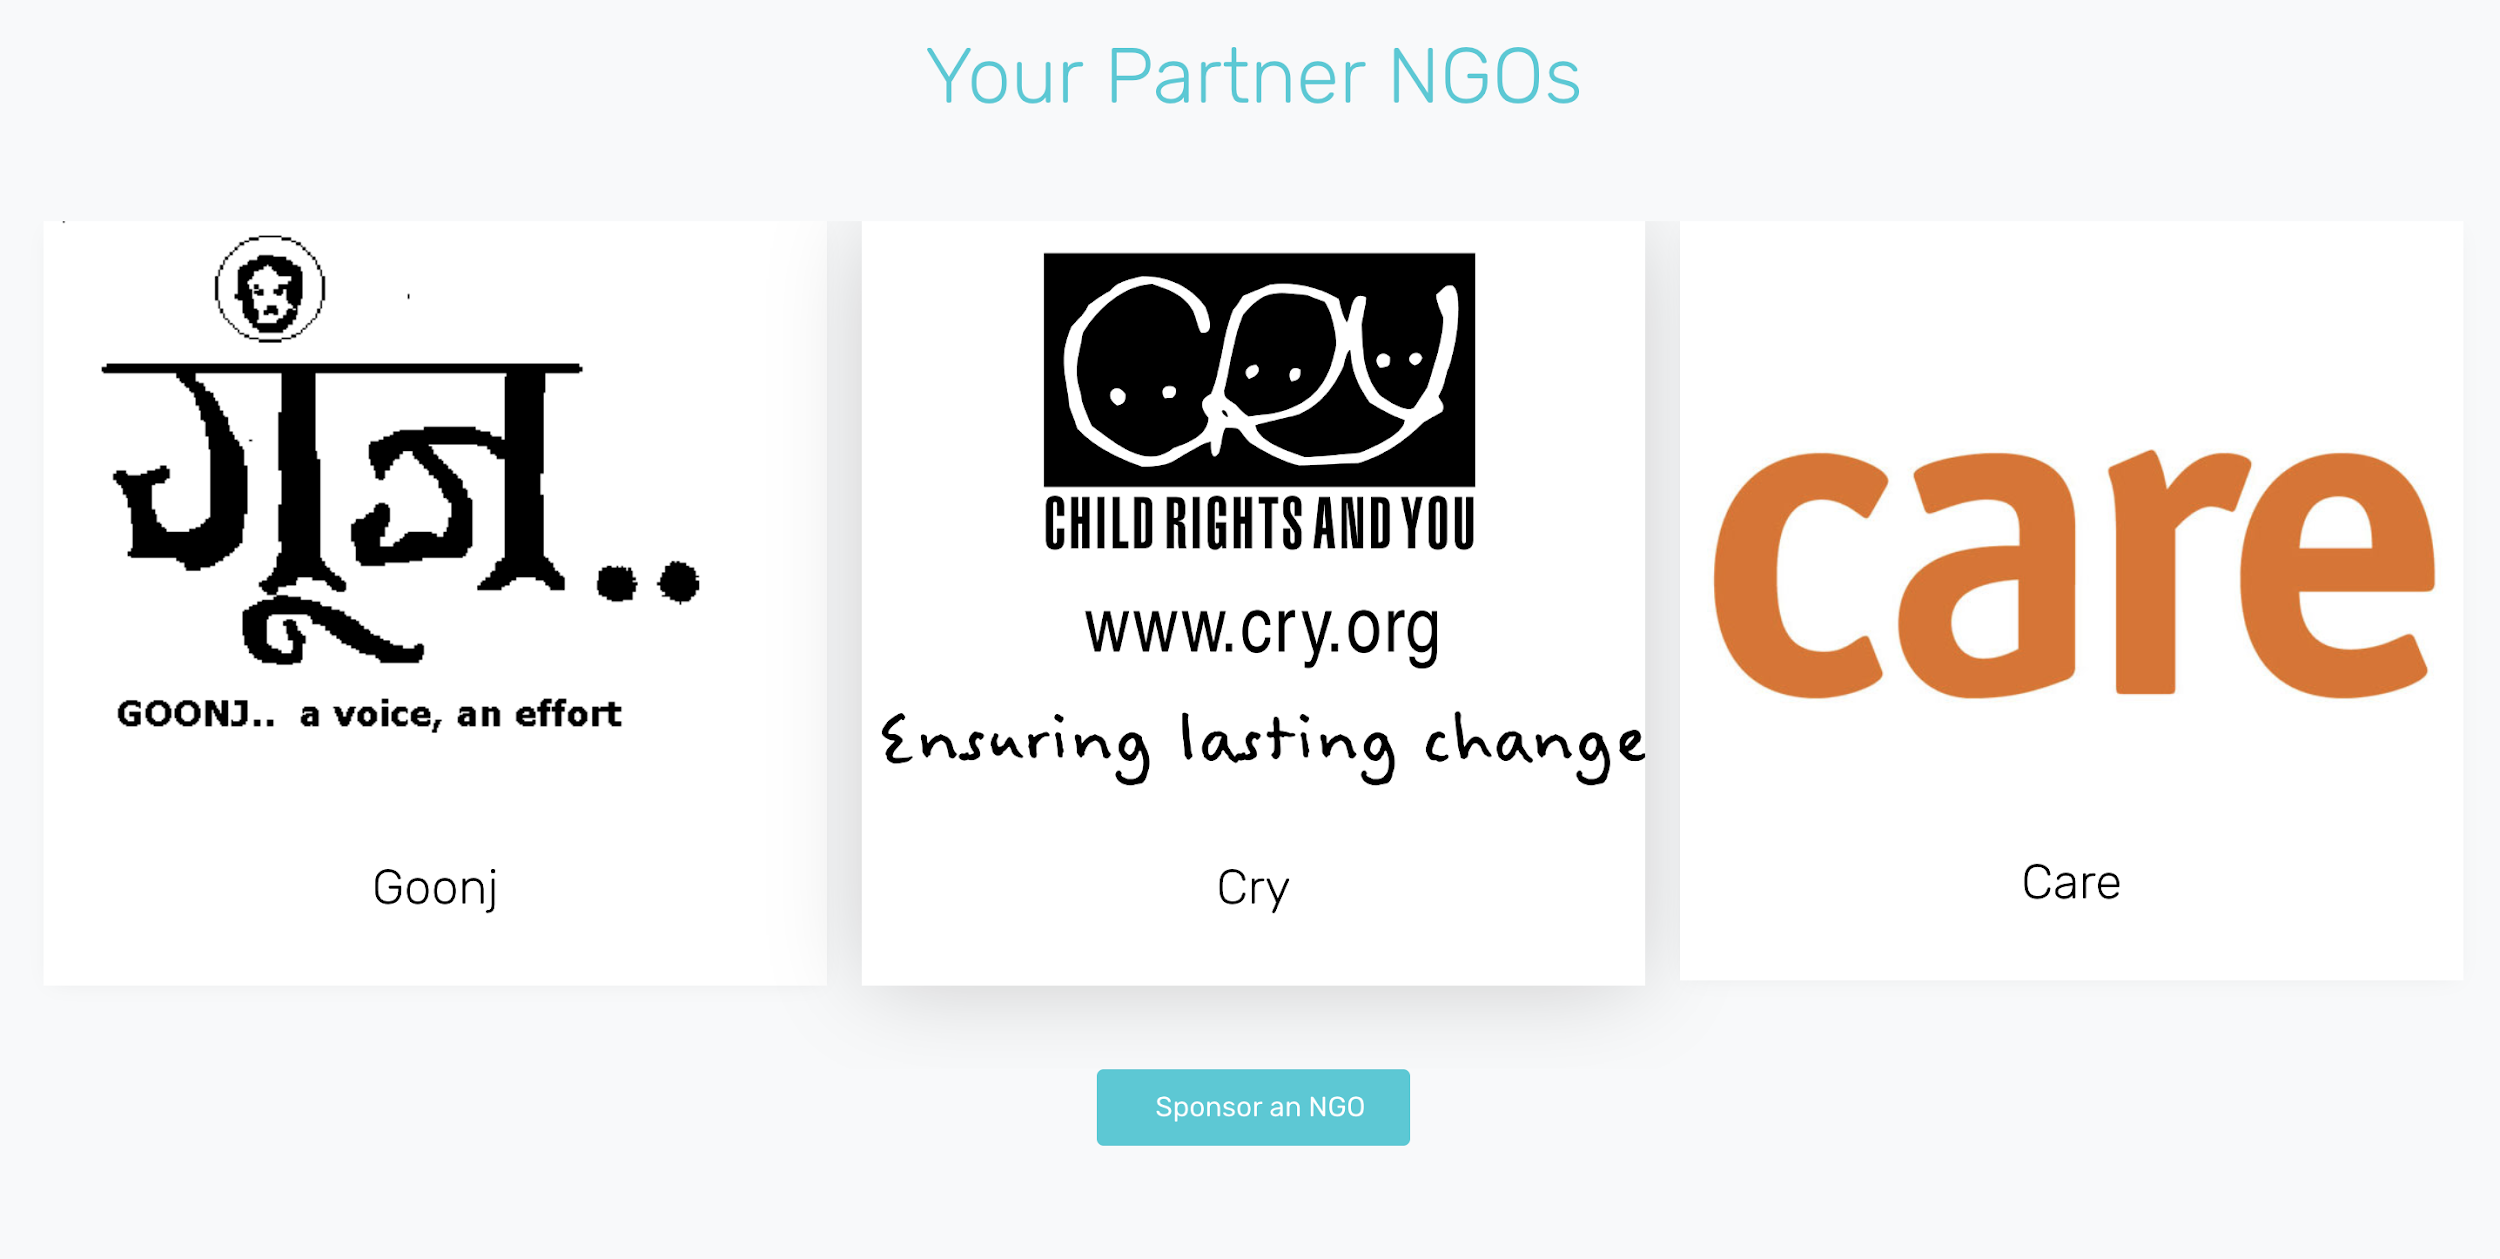 Your Partner NGOs
गूंज..
GOONJ.. a voice, an effort
Goonj
CRY
CHILD RIGHTS AND YOU
www.cry.org
Ensuring lasting change
Cry
care
Care
Sponsor an NGO